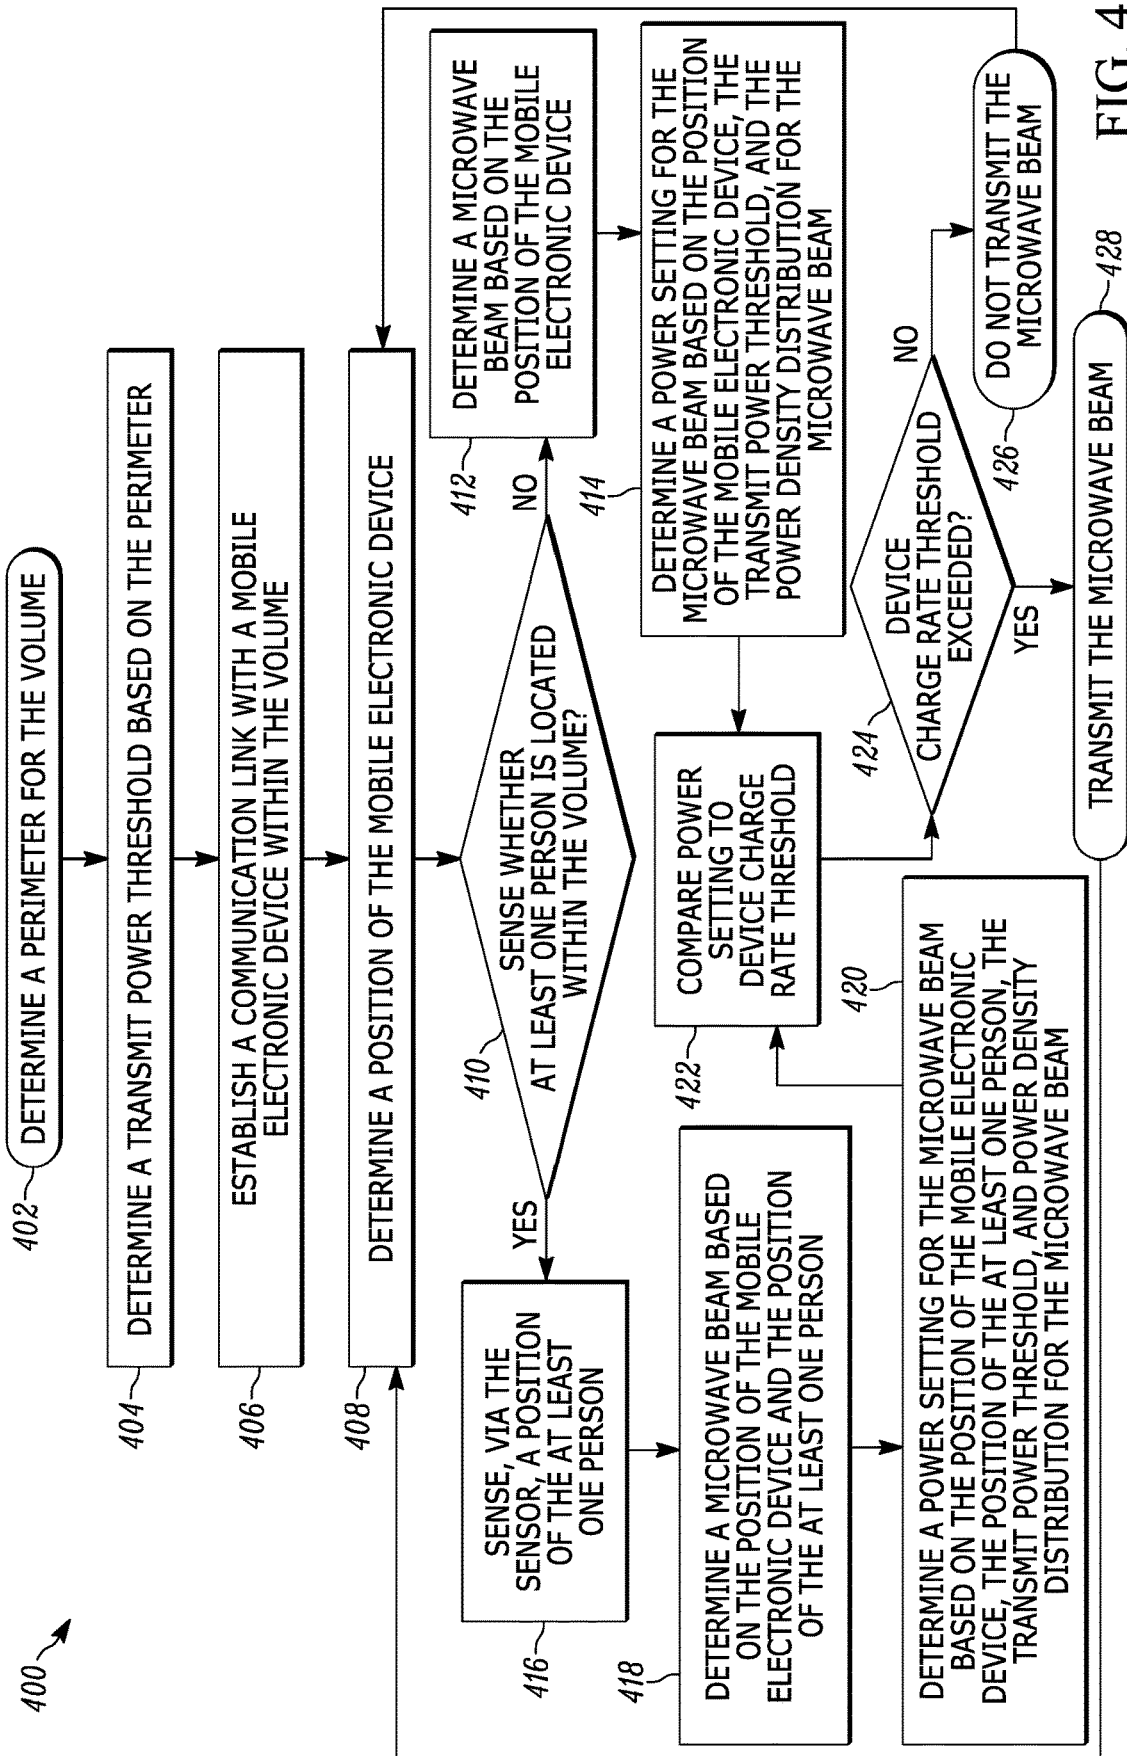 400
402
DETERMINE A PERIMETER FOR THE VOLUME
404
DETERMINE A TRANSMIT POWER THRESHOLD BASED ON THE PERIMETER
406
ESTABLISH A COMMUNICATION LINK WITH A MOBILE
ELECTRONIC DEVICE WITHIN THE VOLUME
408
DETERMINE A POSITION OF THE MOBILE ELECTRONIC DEVICE
410
SENSE WHETHER
AT LEAST ONE PERSON IS LOCATED
WITHIN THE VOLUME?
YES
NO
412
DETERMINE A MICROWAVE
BEAM BASED ON THE
POSITION OF THE MOBILE
ELECTRONIC DEVICE
414
DETERMINE A POWER SETTING FOR THE
MICROWAVE BEAM BASED ON THE POSITION
OF THE MOBILE ELECTRONIC DEVICE, THE
TRANSMIT POWER THRESHOLD, AND THE
POWER DENSITY DISTRIBUTION FOR THE
MICROWAVE BEAM
416
SENSE, VIA THE
SENSOR, A POSITION
OF THE AT LEAST
ONE PERSON
418
DETERMINE A MICROWAVE BEAM BASED
ON THE POSITION OF THE MOBILE
ELECTRONIC DEVICE AND THE POSITION
OF THE AT LEAST ONE PERSON
420
DETERMINE A POWER SETTING FOR THE MICROWAVE BEAM
BASED ON THE POSITION OF THE MOBILE ELECTRONIC
DEVICE, THE POSITION OF THE AT LEAST ONE PERSON, THE
TRANSMIT POWER THRESHOLD, AND POWER DENSITY
DISTRIBUTION FOR THE MICROWAVE BEAM
422
COMPARE POWER
SETTING TO
DEVICE CHARGE
RATE THRESHOLD
424
DEVICE
CHARGE RATE THRESHOLD
EXCEEDED?
NO
YES
426
DO NOT TRANSMIT THE
MICROWAVE BEAM
428
TRANSMIT THE MICROWAVE BEAM
FIG. 4